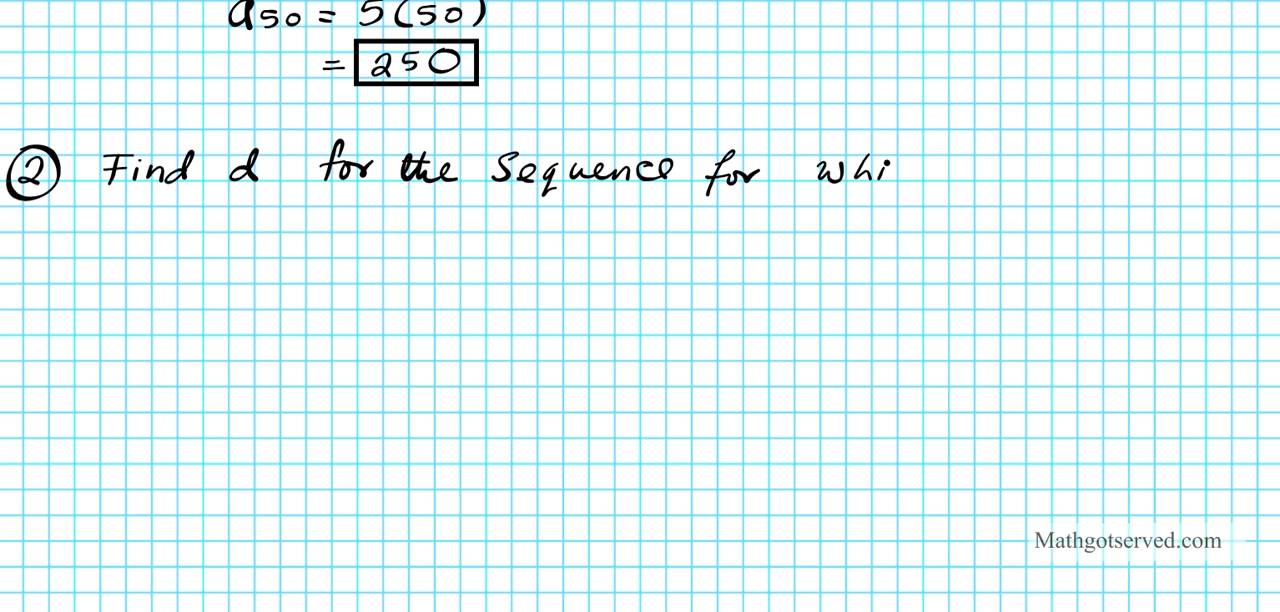 a50 = 5(50)
= 250
② Find d for the sequence for whi
Mathgotserved.com